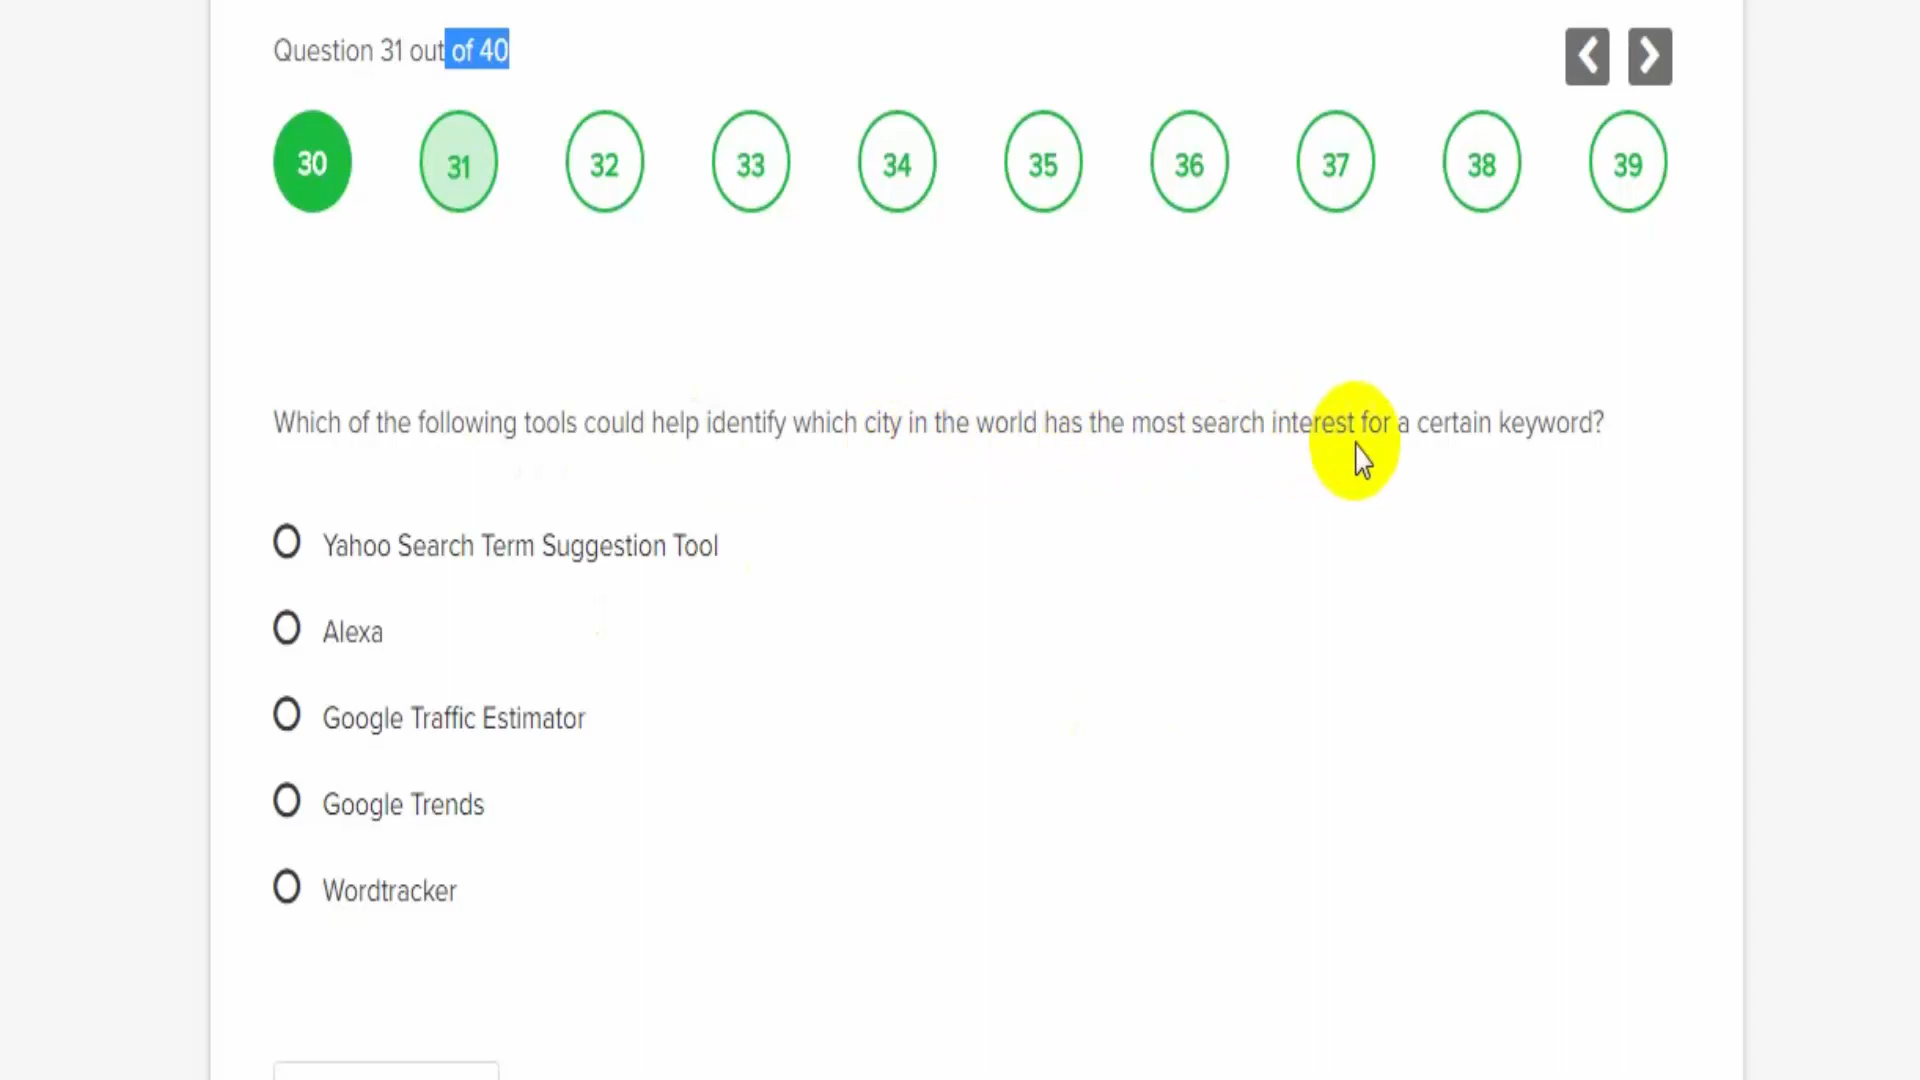 Question 31 out of 40
30 31 32 33 34 35 36 37 38 39
Which of the following tools could help identify which city in the world has the most search interest for a certain keyword?
Yahoo Search Term Suggestion Tool
Alexa
Google Traffic Estimator
Google Trends
Wordtracker